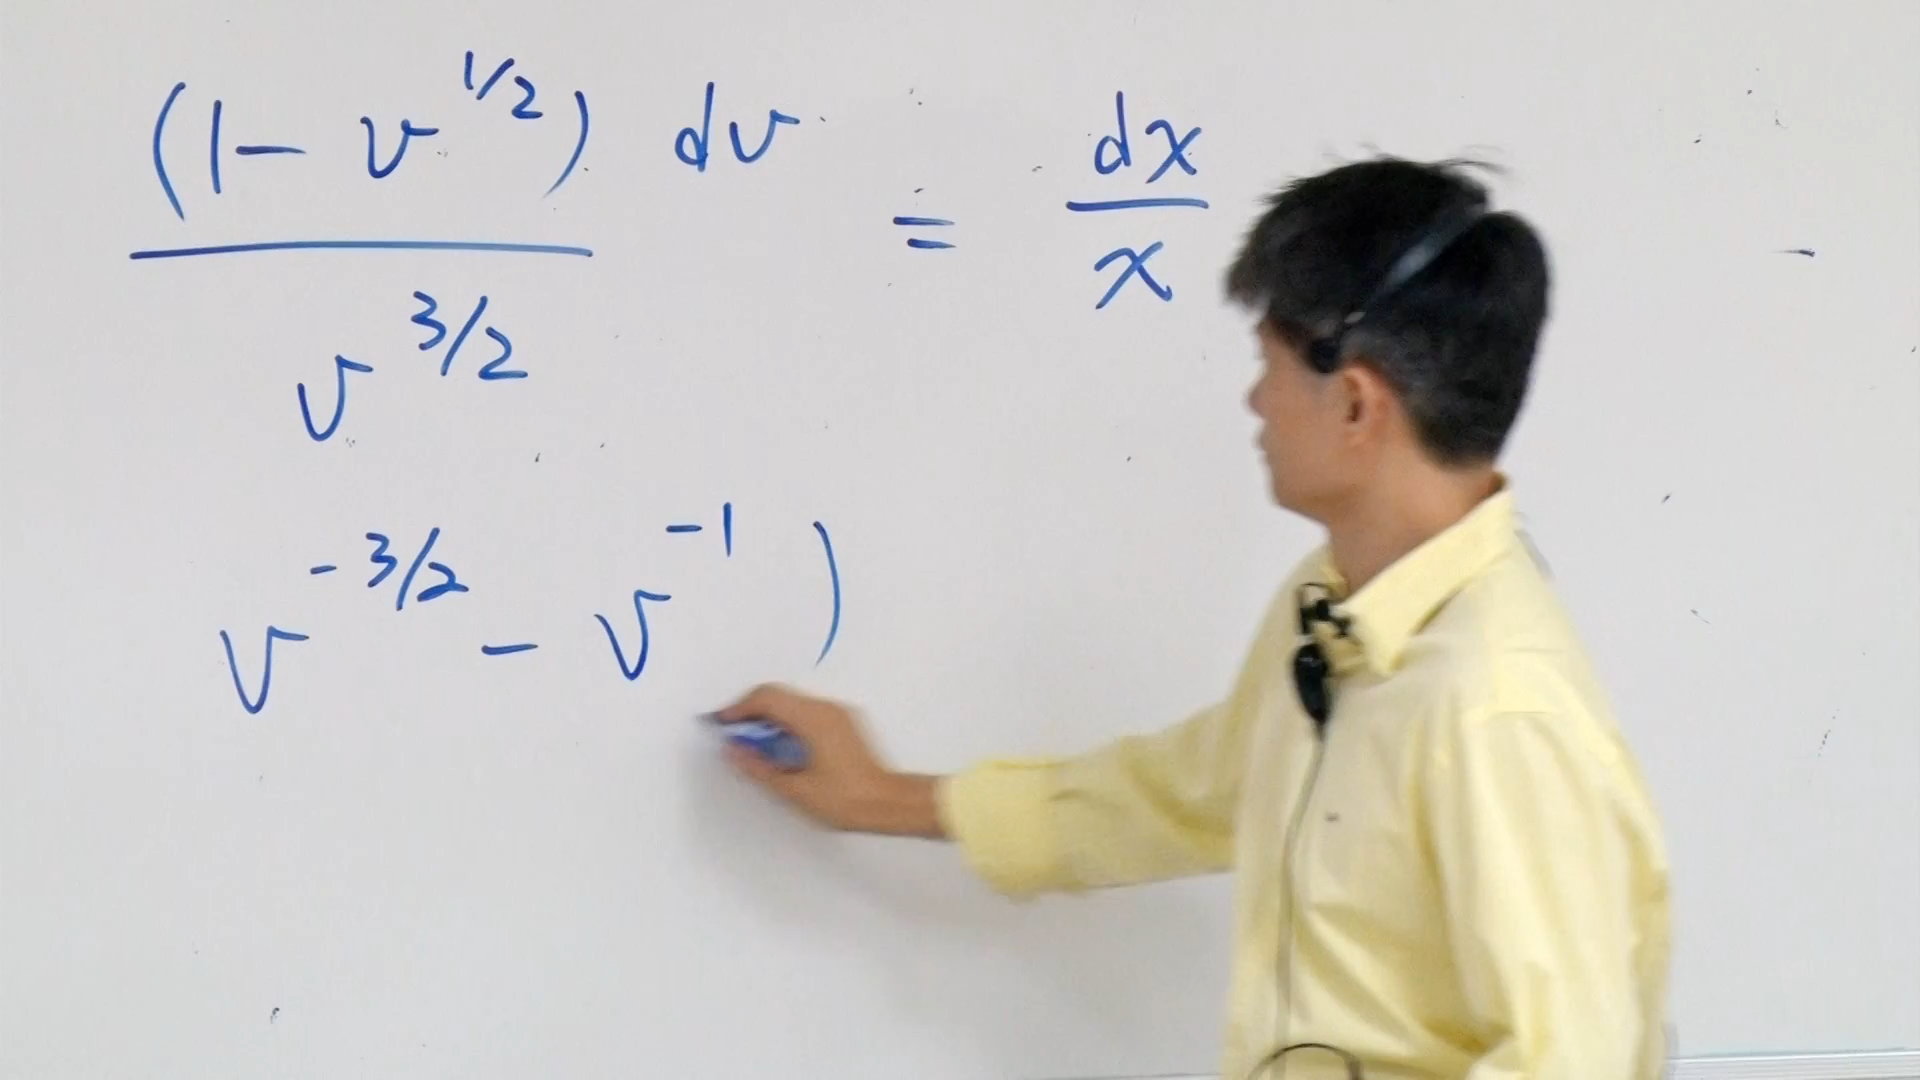 (1 - v^{1/2}) dv / v^{3/2} = dx / x
v^{-3/2} - v^{-1} )